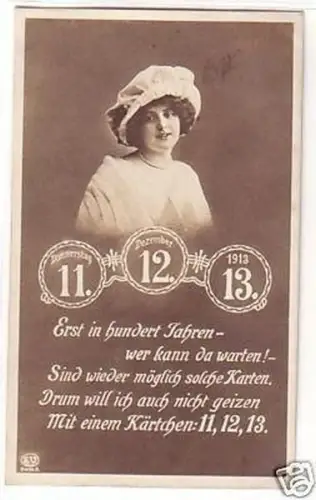 Donnerstag
11.
Dezember
12.
1913
13.
Erst in hundert Jahren –
wer kann da warten! –
Sind wieder möglich solche Karten.
Drum will ich auch nicht geizen
Mit einem Kärtchen: 11, 12, 13.